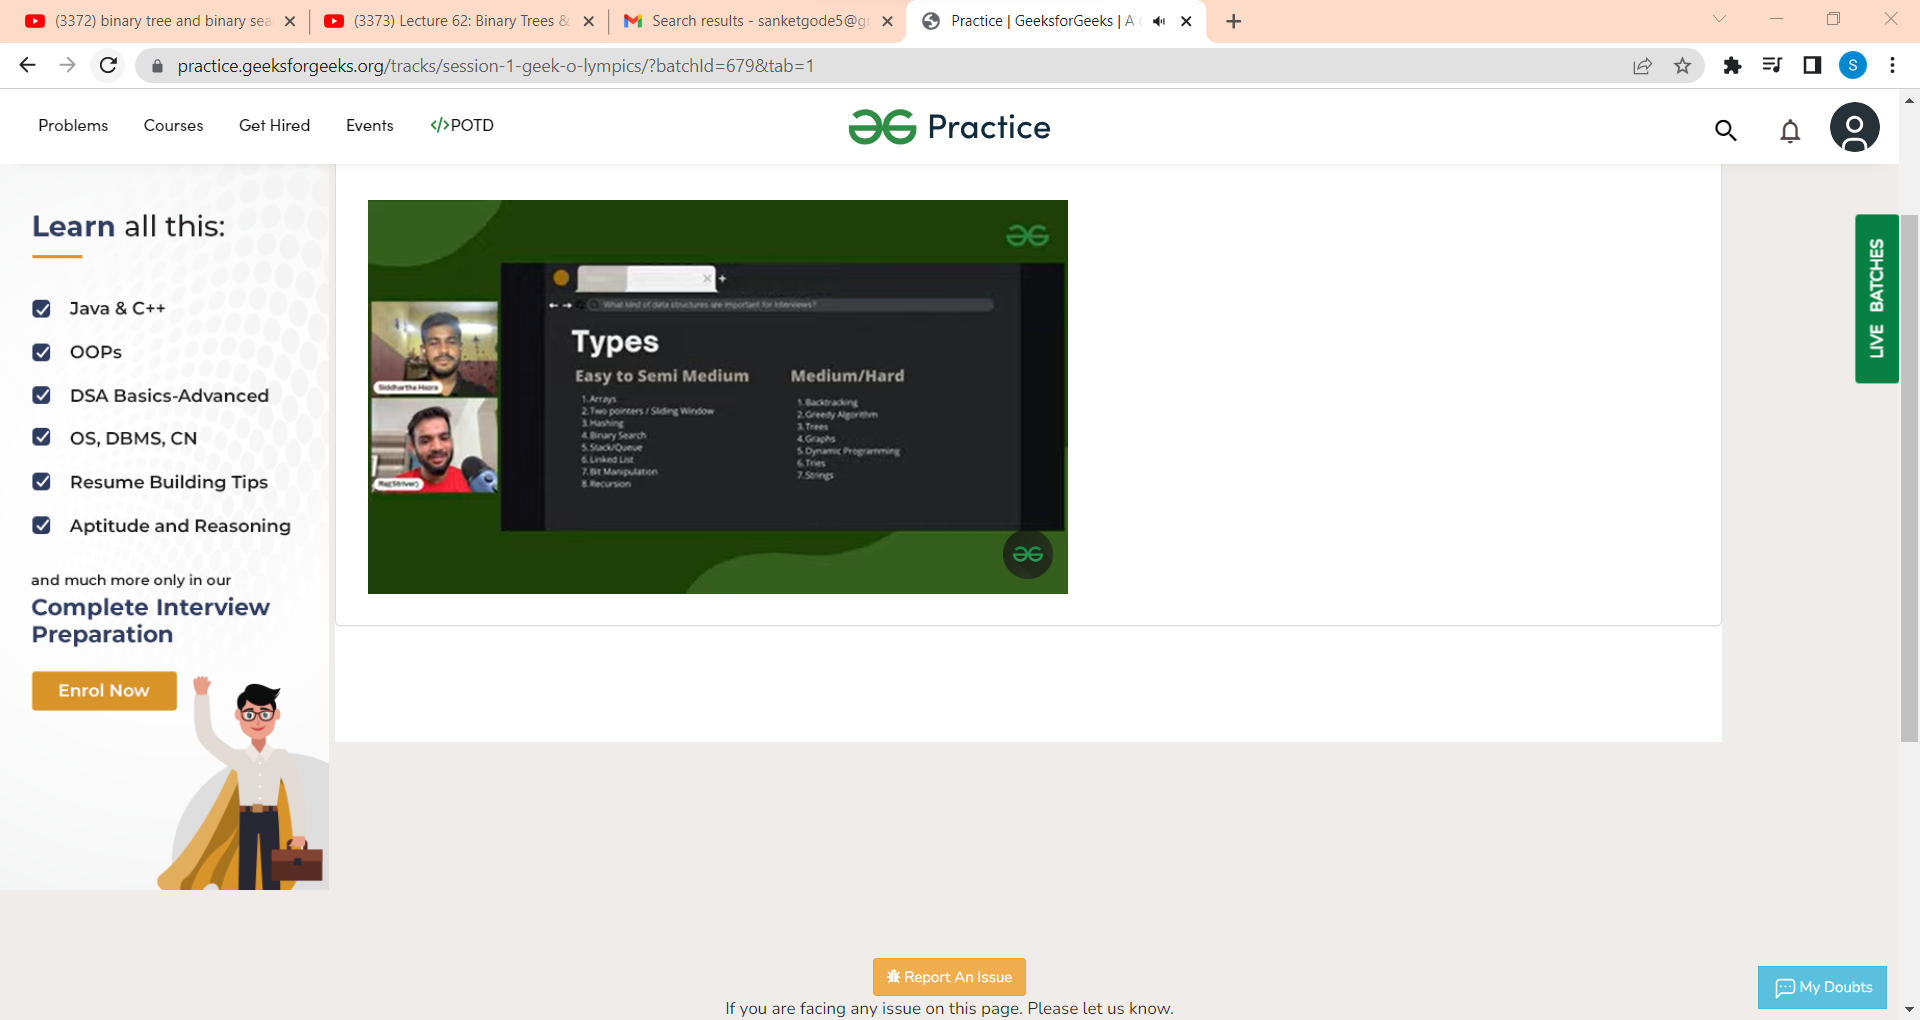 (3372) binary tree and binary sea
(3373) Lecture 62: Binary Trees &
Search results - sanketgode5@g
Practice | GeeksforGeeks | A c
practice.geeksforgeeks.org/tracks/session-1-geek-o-lympics/?batchId=679&tab=1
S
Problems
Courses
Get Hired
Events
</>POTD
Practice
Learn all this:
Java & C++
OOPs
DSA Basics-Advanced
OS, DBMS, CN
Resume Building Tips
Aptitude and Reasoning
and much more only in our
Complete Interview
Preparation
Enrol Now
What kind of data structures are important for Interviews?
Types
Easy to Semi Medium
1. Arrays
2. Two pointers / Sliding Window
3. Hashing
4. Binary Search
5. Stack/Queue
6. Linked List
7. Bit Manipulation
8. Recursion
Medium/Hard
1. Backtracking
2. Greedy Algorithm
3. Trees
4. Graphs
5. Dynamic Programming
6. Tries
7. Strings
Siddhartha Hazra
Raj(Striver)
LIVE BATCHES
Report An Issue
If you are facing any issue on this page. Please let us know.
My Doubts